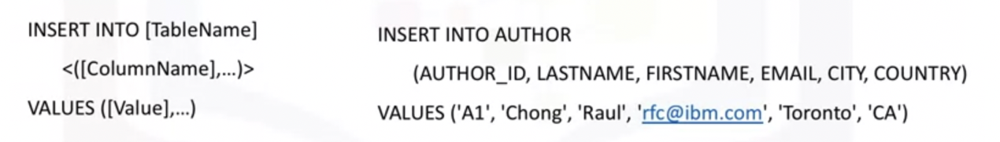 INSERT INTO [TableName]
<([ColumnName],...)>
VALUES ([Value],...)
INSERT INTO AUTHOR
(AUTHOR_ID, LASTNAME, FIRSTNAME, EMAIL, CITY, COUNTRY)
VALUES ('A1', 'Chong', 'Raul', 'rfc@ibm.com', 'Toronto', 'CA')